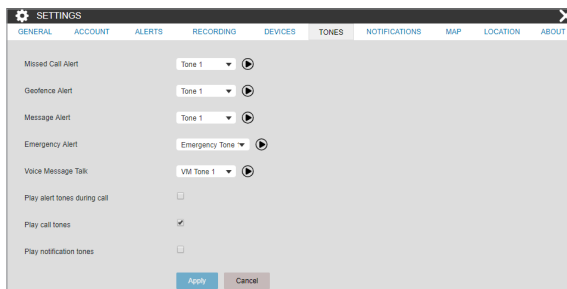 SETTINGS
GENERAL ACCOUNT ALERTS RECORDING DEVICES TONES NOTIFICATIONS MAP LOCATION ABOUT
Missed Call Alert Tone 1
Geofence Alert Tone 1
Message Alert Tone 1
Emergency Alert Emergency Tone
Voice Message Talk VM Tone 1
Play alert tones during call
Play call tones
Play notification tones
Apply Cancel